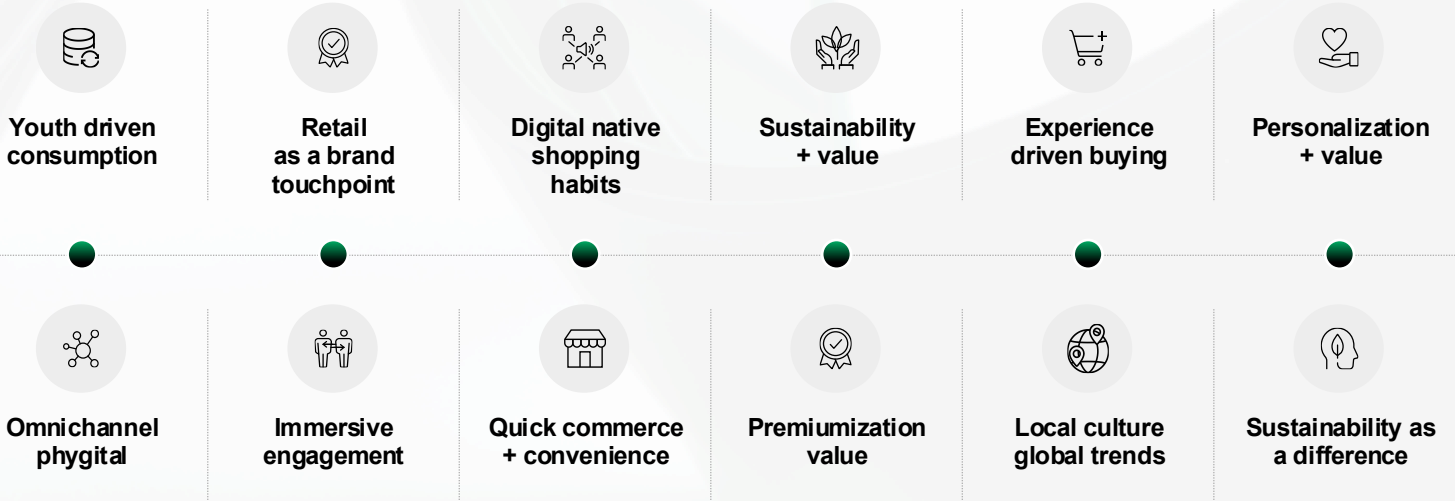 Youth driven
consumption
Retail
as a brand
touchpoint
Digital native
shopping
habits
Sustainability
+ value
Experience
driven buying
Personalization
+ value
Omnichannel
phygital
Immersive
engagement
Quick commerce
+ convenience
Premiumization
value
Local culture
global trends
Sustainability as
a difference